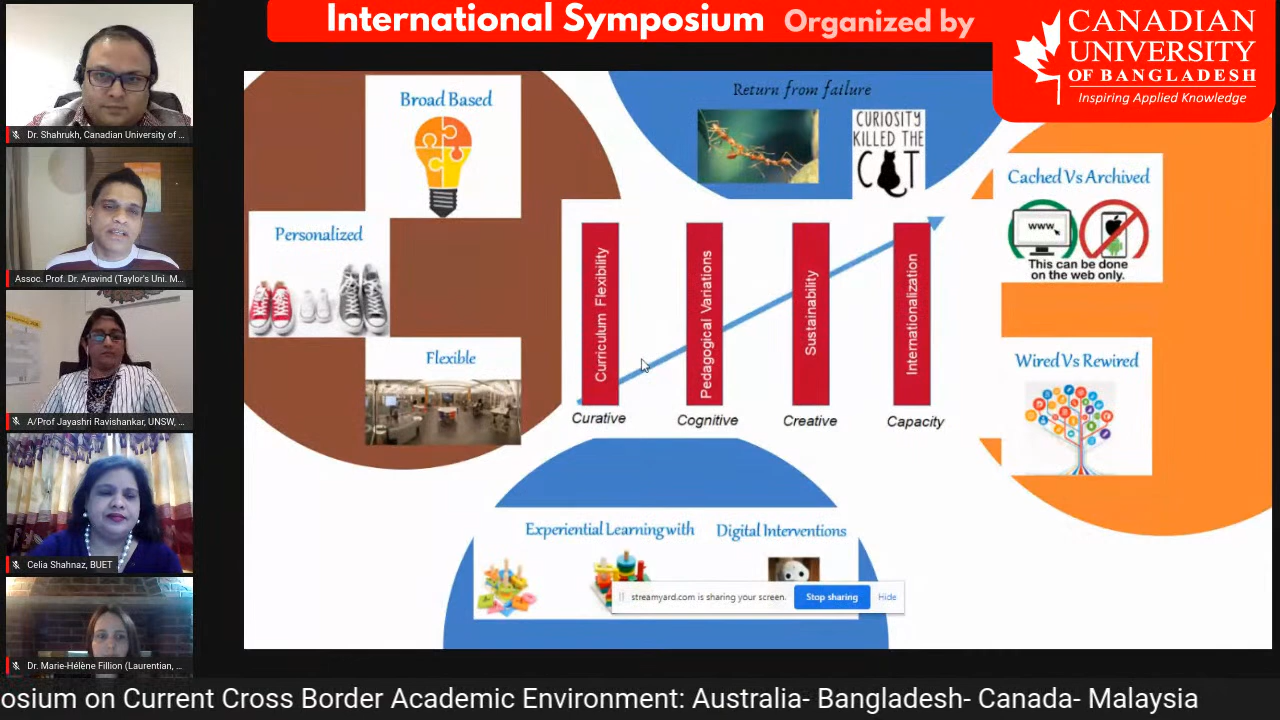 International Symposium Organized by
CANADIAN
UNIVERSITY
OF BANGLADESH
Inspiring Applied Knowledge
Dr. Shahrukh, Canadian University of ...
Assoc. Prof. Dr. Aravind (Taylor's Uni. M...
A/Prof Jayashri Ravishankar, UNSW, ...
Celia Shahnaz, BUET
Dr. Marie-Hélène Fillion (Laurentian, ...
Broad Based
Personalized
Flexible
Return from failure
CURIOSITY
KILLED THE
CAT
Curriculum Flexibility
Pedagogical Variations
Sustainability
Internationalization
Curative
Cognitive
Creative
Capacity
Cached Vs Archived
www.
This can be done
on the web only.
Wired Vs Rewired
Experiential Learning with Digital Interventions
streamyard.com is sharing your screen. Stop sharing Hide
osium on Current Cross Border Academic Environment: Australia- Bangladesh- Canada- Malaysia